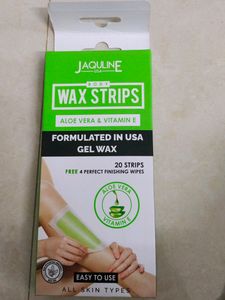 JAQULINE
USA
BODY
WAX STRIPS
ALOE VERA & VITAMIN E
FORMULATED IN USA
GEL WAX
20 STRIPS
FREE 4 PERFECT FINISHING WIPES
ALOE VERA
VITAMIN E
EASY TO USE
ALL SKIN TYPES